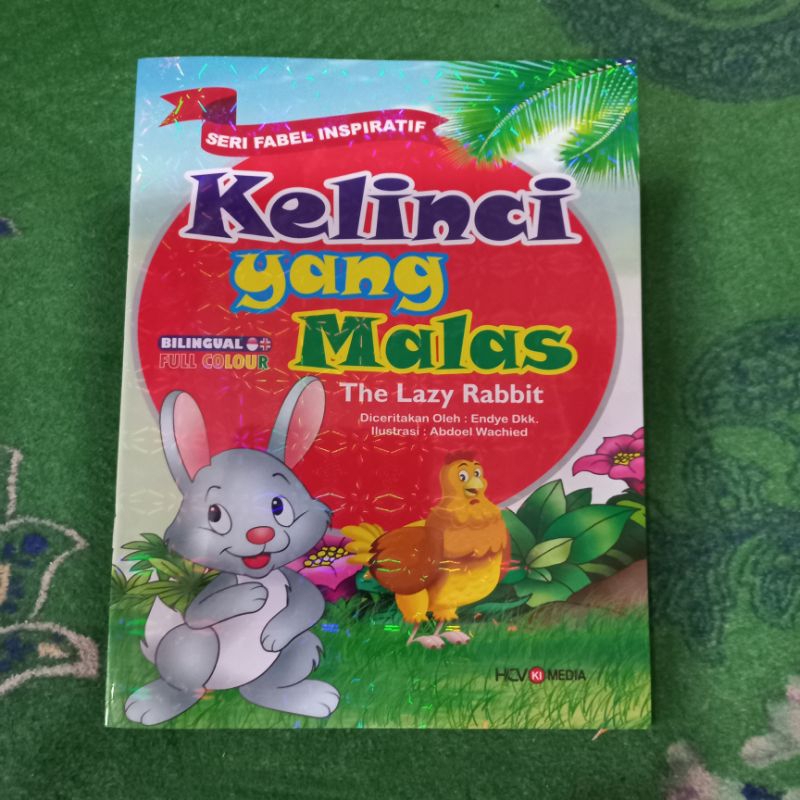 SERI FABEL INSPIRATIF
Kelinci
yang
Malas
BILINGUAL
FULL COLOUR
The Lazy Rabbit
Diceritakan Oleh : Endye Dkk.
Ilustrasi : Abdoel Wachied
KI MEDIA